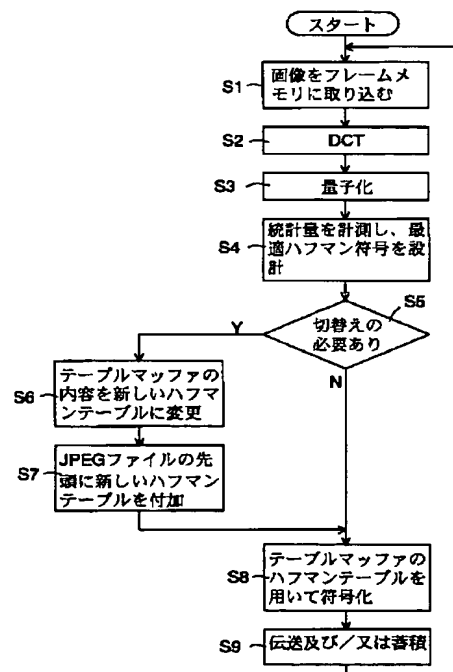 スタート
S1
画像をフレームメ
モリに取り込む
S2
DCT
S3
量子化
S4
統計量を計測し、最
適ハフマン符号を設
計
S5
切替えの
必要あり
Y
N
S6
テーブルマッファの
内容を新しいハフマ
ンテーブルに変更
S7
JPEGファイルの先
頭に新しいハフマン
テーブルを付加
S8
テーブルマッファの
ハフマンテーブルを
用いて符号化
S9
伝送及び/又は蓄積